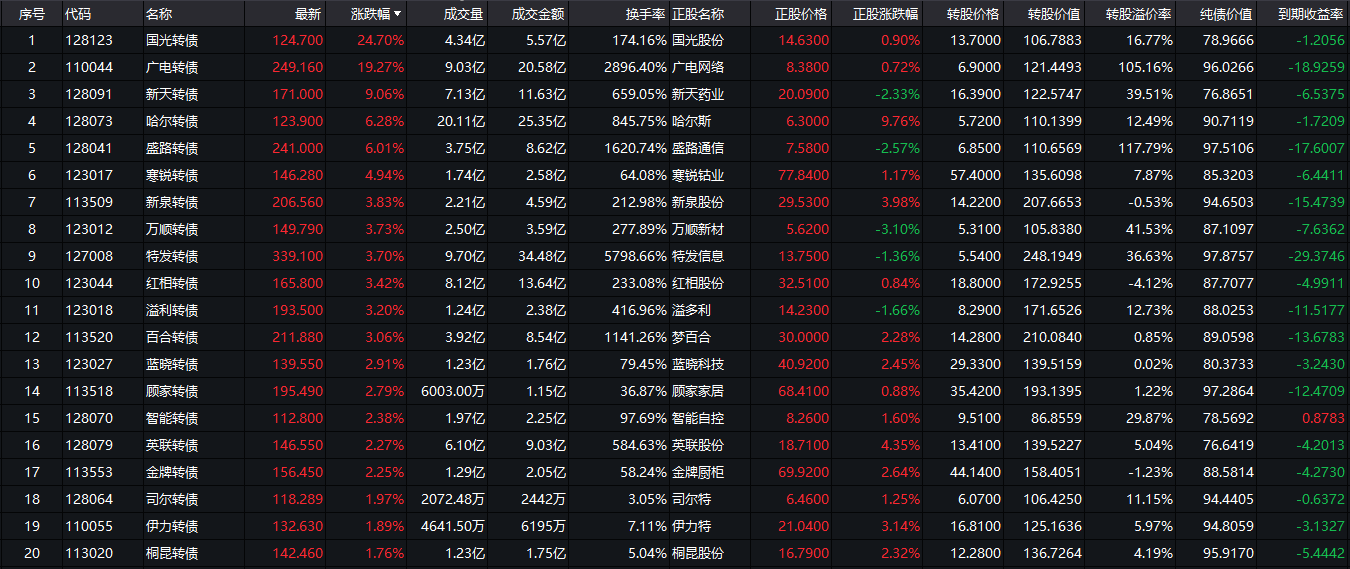 序号 代码 名称 最新 涨跌幅 成交量 成交金额 换手率 正股名称 正股价格 正股涨跌幅 转股价格 转股价值 转股溢价率 纯债价值 到期收益率
1 128123 国光转债 124.700 24.70% 4.34亿 5.57亿 174.16% 国光股份 14.6300 0.90% 13.7000 106.7883 16.77% 78.9666 -1.2056
2 110044 广电转债 249.160 19.27% 9.03亿 20.58亿 2896.40% 广电网络 8.3800 0.72% 6.9000 121.4493 105.16% 96.0266 -18.9259
3 128091 新天转债 171.000 9.06% 7.13亿 11.63亿 659.05% 新天药业 20.0900 -2.33% 16.3900 122.5747 39.51% 76.8651 -6.5375
4 128073 哈尔转债 123.900 6.28% 20.11亿 25.35亿 845.75% 哈尔斯 6.3000 9.76% 5.7200 110.1399 12.49% 90.7119 -1.7209
5 128041 盛路转债 241.000 6.01% 3.75亿 8.62亿 1620.74% 盛路通信 7.5800 -2.57% 6.8500 110.6569 117.79% 97.5106 -17.6007
6 123017 寒锐转债 146.280 4.94% 1.74亿 2.58亿 64.08% 寒锐钴业 77.8400 1.17% 57.4000 135.6098 7.87% 85.3203 -6.4411
7 113509 新泉转债 206.560 3.83% 2.21亿 4.59亿 212.98% 新泉股份 29.5300 3.98% 14.2200 207.6653 -0.53% 94.6503 -15.4739
8 123012 万顺转债 149.790 3.73% 2.50亿 3.59亿 277.89% 万顺新材 5.6200 -3.10% 5.3100 105.8380 41.53% 87.1097 -7.6362
9 127008 特发转债 339.100 3.70% 9.70亿 34.48亿 5798.66% 特发信息 13.7500 -1.36% 5.5400 248.1949 36.63% 97.8757 -29.3746
10 123044 红相转债 165.800 3.42% 8.12亿 13.64亿 233.08% 红相股份 32.5100 0.84% 18.8000 172.9255 -4.12% 87.7077 -4.9911
11 123018 溢利转债 193.500 3.20% 1.24亿 2.38亿 416.96% 溢多利 14.2300 -1.66% 8.2900 171.6526 12.73% 88.0253 -11.5177
12 113520 百合转债 211.880 3.06% 3.92亿 8.54亿 1141.26% 梦百合 30.0000 2.28% 14.2800 210.0840 0.85% 89.0598 -13.6783
13 123027 蓝晓转债 139.550 2.91% 1.23亿 1.76亿 79.45% 蓝晓科技 40.9200 2.45% 29.3300 139.5159 0.02% 80.3733 -3.2430
14 113518 顾家转债 195.490 2.79% 6003.00万 1.15亿 36.87% 顾家家居 68.4100 0.88% 35.4200 193.1395 1.22% 97.2864 -12.4709
15 128070 智能转债 112.800 2.38% 1.97亿 2.25亿 97.69% 智能自控 8.2600 1.60% 9.5100 86.8559 29.87% 78.5692 0.8783
16 128079 英联转债 146.550 2.27% 6.10亿 9.03亿 584.63% 英联股份 18.7100 4.35% 13.4100 139.5227 5.04% 76.6419 -4.2013
17 113553 金牌转债 156.450 2.25% 1.29亿 2.05亿 58.24% 金牌厨柜 69.9200 2.64% 44.1400 158.4051 -1.23% 88.5814 -4.2730
18 128064 司尔转债 118.289 1.97% 2072.48万 2442万 3.05% 司尔特 6.4600 1.25% 6.0700 106.4250 11.15% 94.4405 -0.6372
19 110055 伊力转债 132.630 1.89% 4641.50万 6195万 7.11% 伊力特 21.0400 3.14% 16.8100 125.1636 5.97% 94.8059 -3.1327
20 113020 桐昆转债 142.460 1.76% 1.23亿 1.75亿 5.04% 桐昆股份 16.7900 2.32% 12.2800 136.7264 4.19% 95.9170 -5.4442